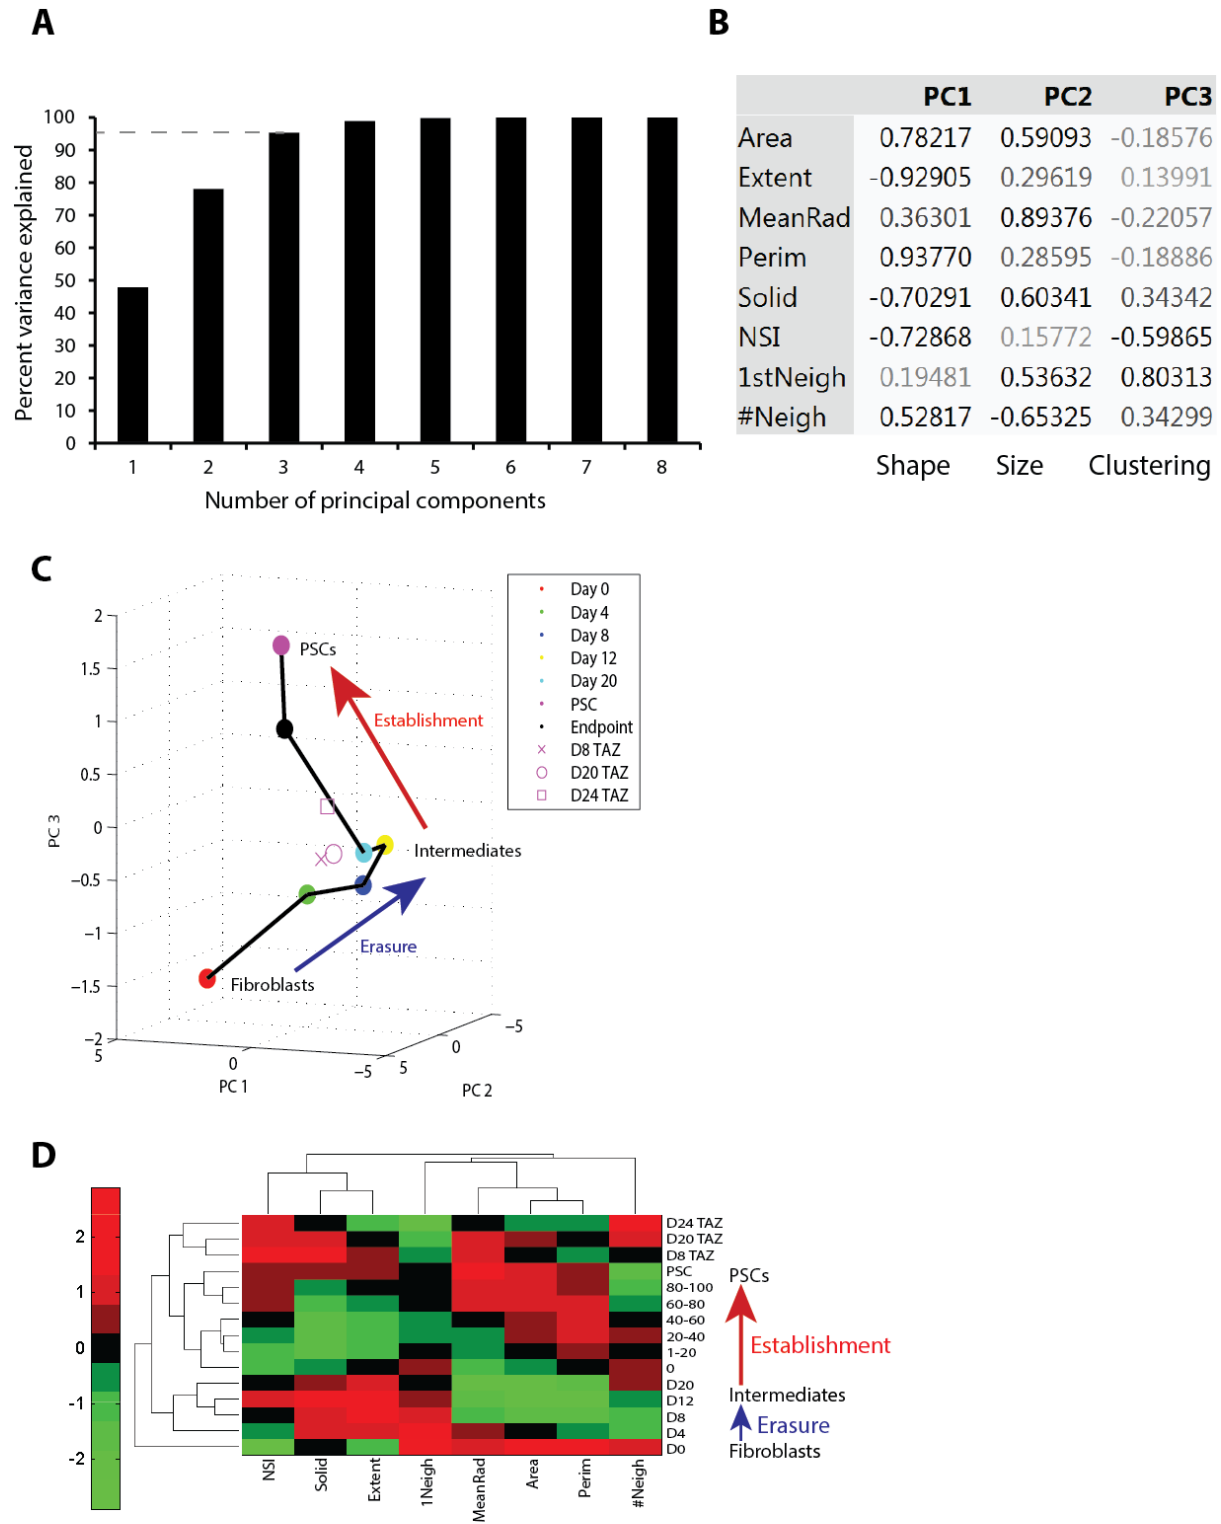 A
100
90
80
70
60
50
40
30
20
10
0
Percent variance explained
1 2 3 4 5 6 7 8
Number of principal components
B
PC1 PC2 PC3
Area 0.78217 0.59093 -0.18576
Extent -0.92905 0.29619 0.13991
MeanRad 0.36301 0.89376 -0.22057
Perim 0.93770 0.28595 -0.18886
Solid -0.70291 0.60341 0.34342
NSI -0.72868 0.15772 -0.59865
1stNeigh 0.19481 0.53632 0.80313
#Neigh 0.52817 -0.65325 0.34299
Shape Size Clustering
C
2
1.5
1
0.5
0
−0.5
−1
−1.5
−2
PC 3
5 0 −5
PC 1
5 0 −5
PC 2
PSCs
Establishment
Intermediates
Erasure
Fibroblasts
Day 0
Day 4
Day 8
Day 12
Day 20
PSC
Endpoint
D8 TAZ
D20 TAZ
D24 TAZ
D
2
1
0
-1
-2
D24 TAZ
D20 TAZ
D8 TAZ
PSC
80-100
60-80
40-60
20-40
1-20
0
D20
D12
D8
D4
D0
NSI Solid Extent 1Neigh MeanRad Area Perim #Neigh
PSCs
Establishment
Intermediates
Erasure
Fibroblasts